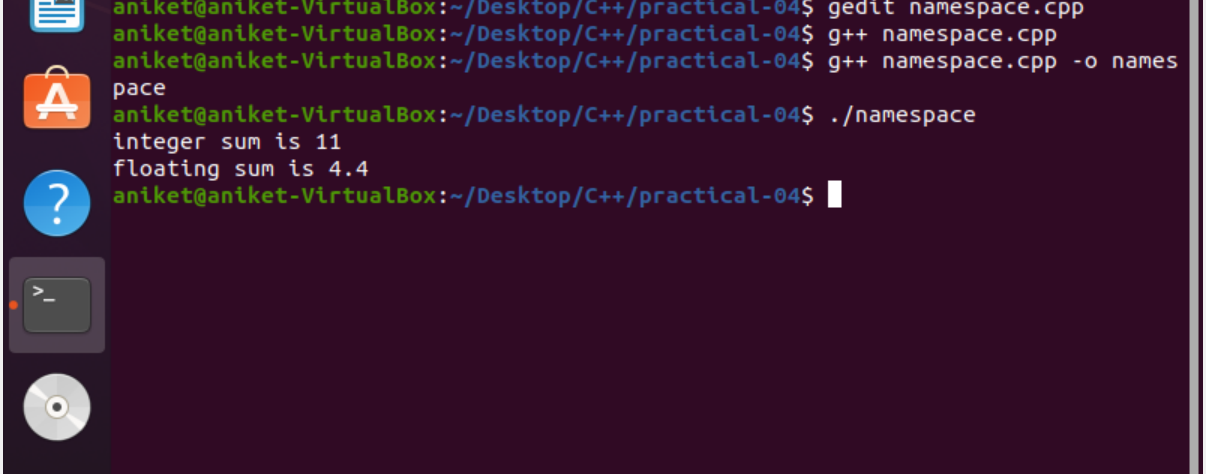 aniket@aniket-VirtualBox:~/Desktop/C++/practical-04$ gedit namespace.cpp
aniket@aniket-VirtualBox:~/Desktop/C++/practical-04$ g++ namespace.cpp
aniket@aniket-VirtualBox:~/Desktop/C++/practical-04$ g++ namespace.cpp -o names
pace
aniket@aniket-VirtualBox:~/Desktop/C++/practical-04$ ./namespace
integer sum is 11
floating sum is 4.4
aniket@aniket-VirtualBox:~/Desktop/C++/practical-04$